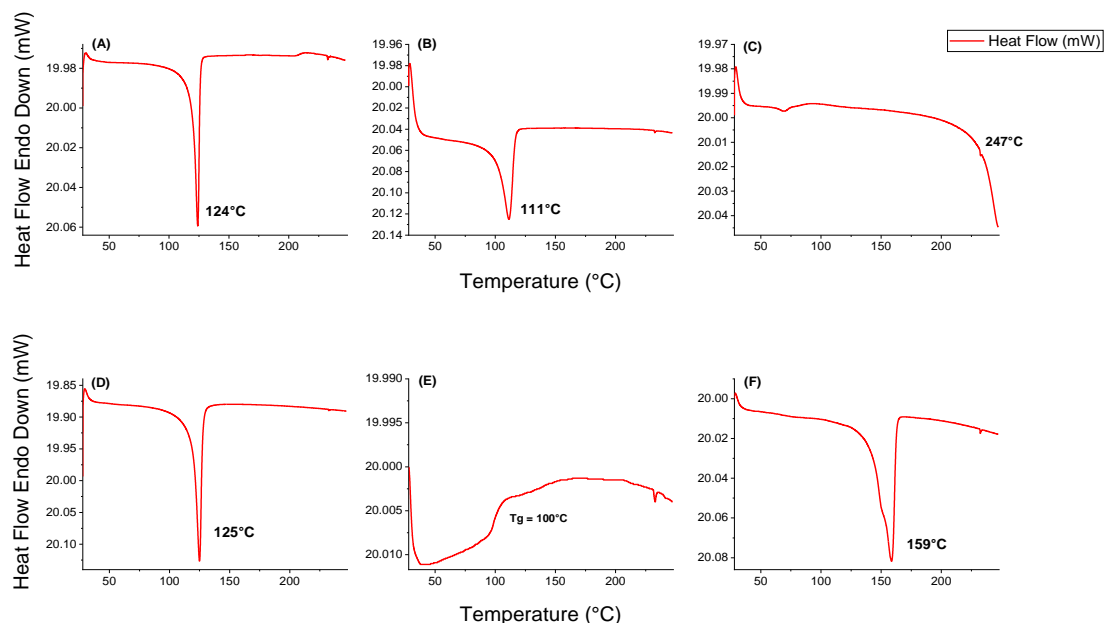 Heat Flow Endo Down (mW)
(A)
19.98
20.00
20.02
20.04
20.06
124°C
50 100 150 200
(B)
19.96
19.98
20.00
20.02
20.04
20.06
20.08
20.10
20.12
20.14
111°C
50 100 150 200
(C)
19.97
19.98
19.99
20.00
20.01
20.02
20.03
20.04
247°C
50 100 150 200
Heat Flow (mW)
Temperature (°C)
Heat Flow Endo Down (mW)
(D)
19.85
19.90
19.95
20.00
20.05
20.10
125°C
50 100 150 200
(E)
19.990
19.995
20.000
20.005
20.010
Tg = 100°C
50 100 150 200
(F)
20.00
20.02
20.04
20.06
20.08
159°C
50 100 150 200
Temperature (°C)